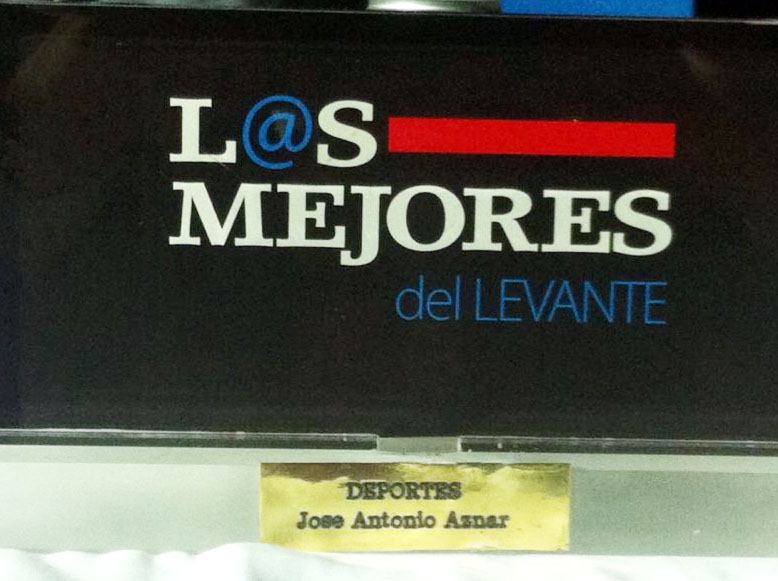 L@S
MEJORES
del LEVANTE
DEPORTES
Jose Antonio Aznar